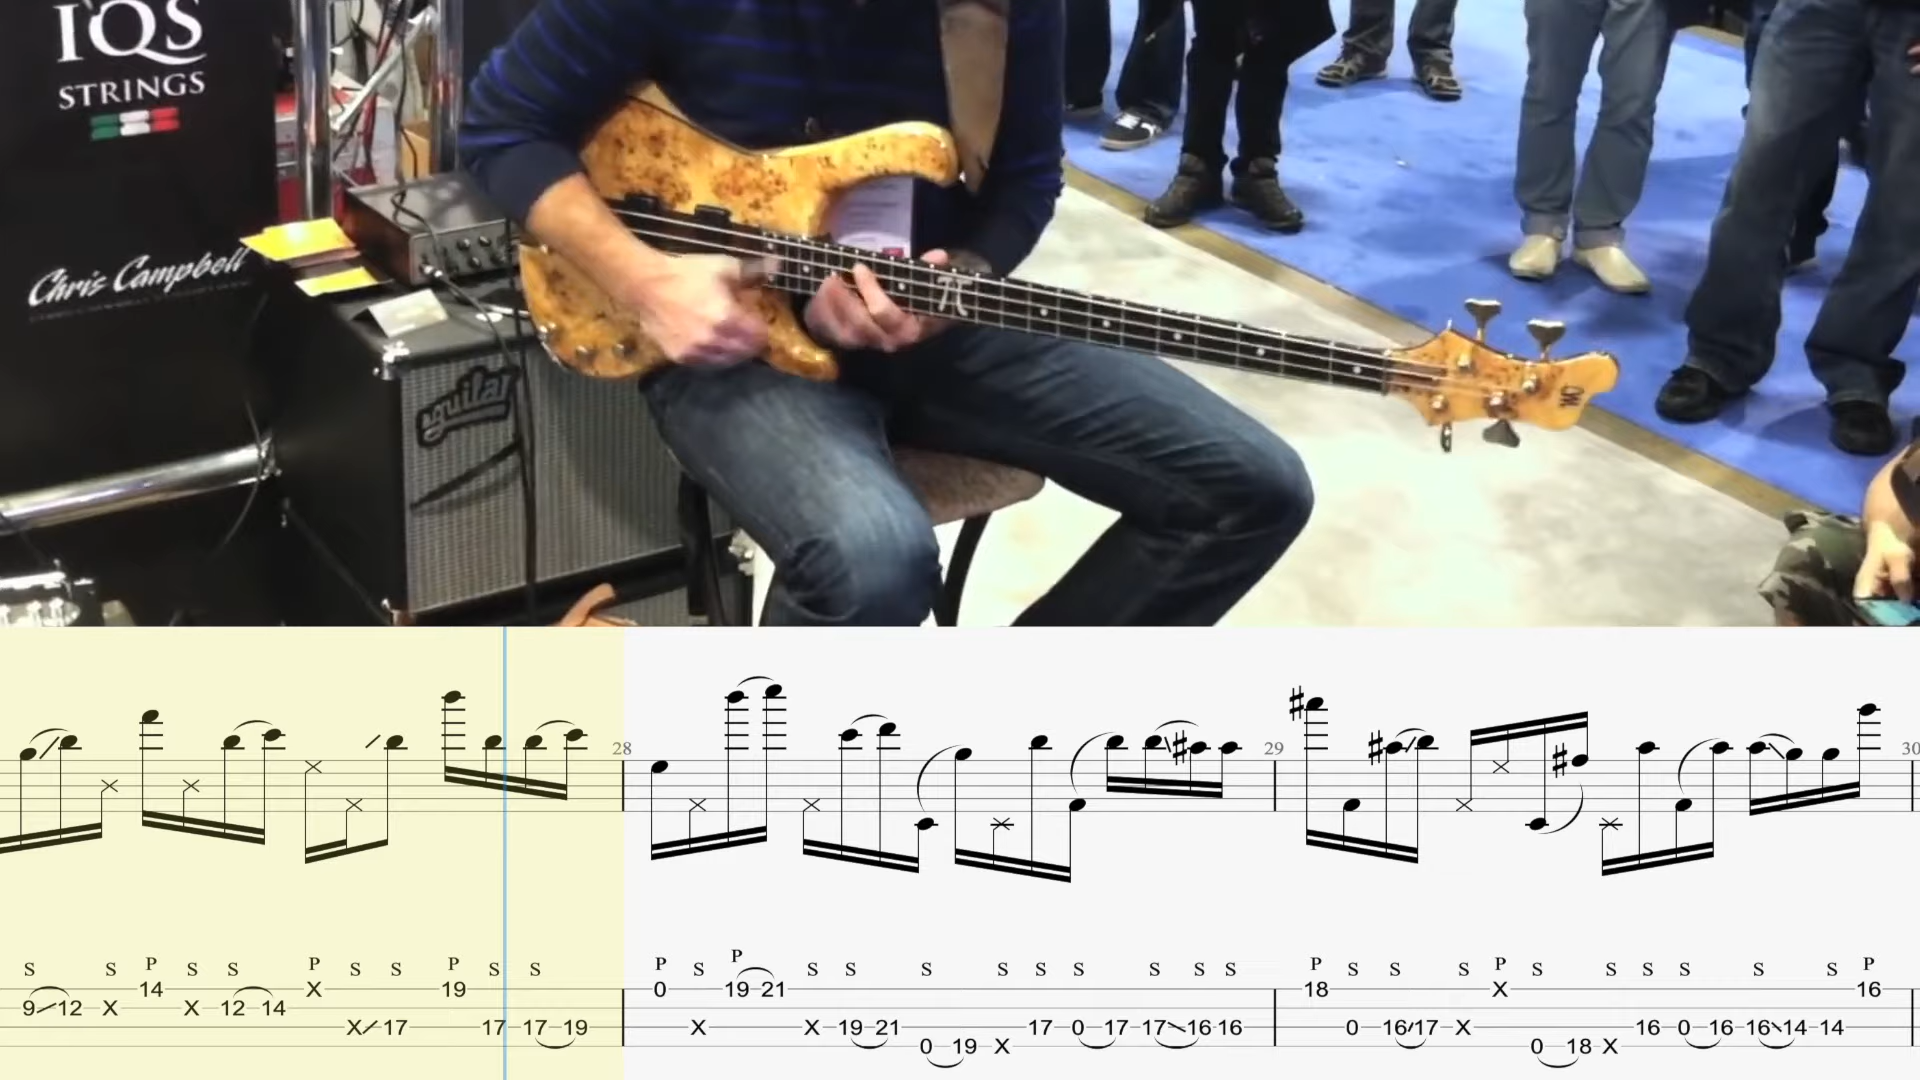 IQS
STRINGS
Chris Campbell
aguilar
π
28
29
30
S S P S S P S S P S S
P S P S S S S S S S S S
P S S S P S S S S S S P
14 X 19
0 19 21
18 X 16
9 12 X X 12 14
X 17 17 17 19
X X 19 21 17 0 17 17 16 16
0 16 17 X 16 0 16 16 14 14
0 19 X
0 18 X